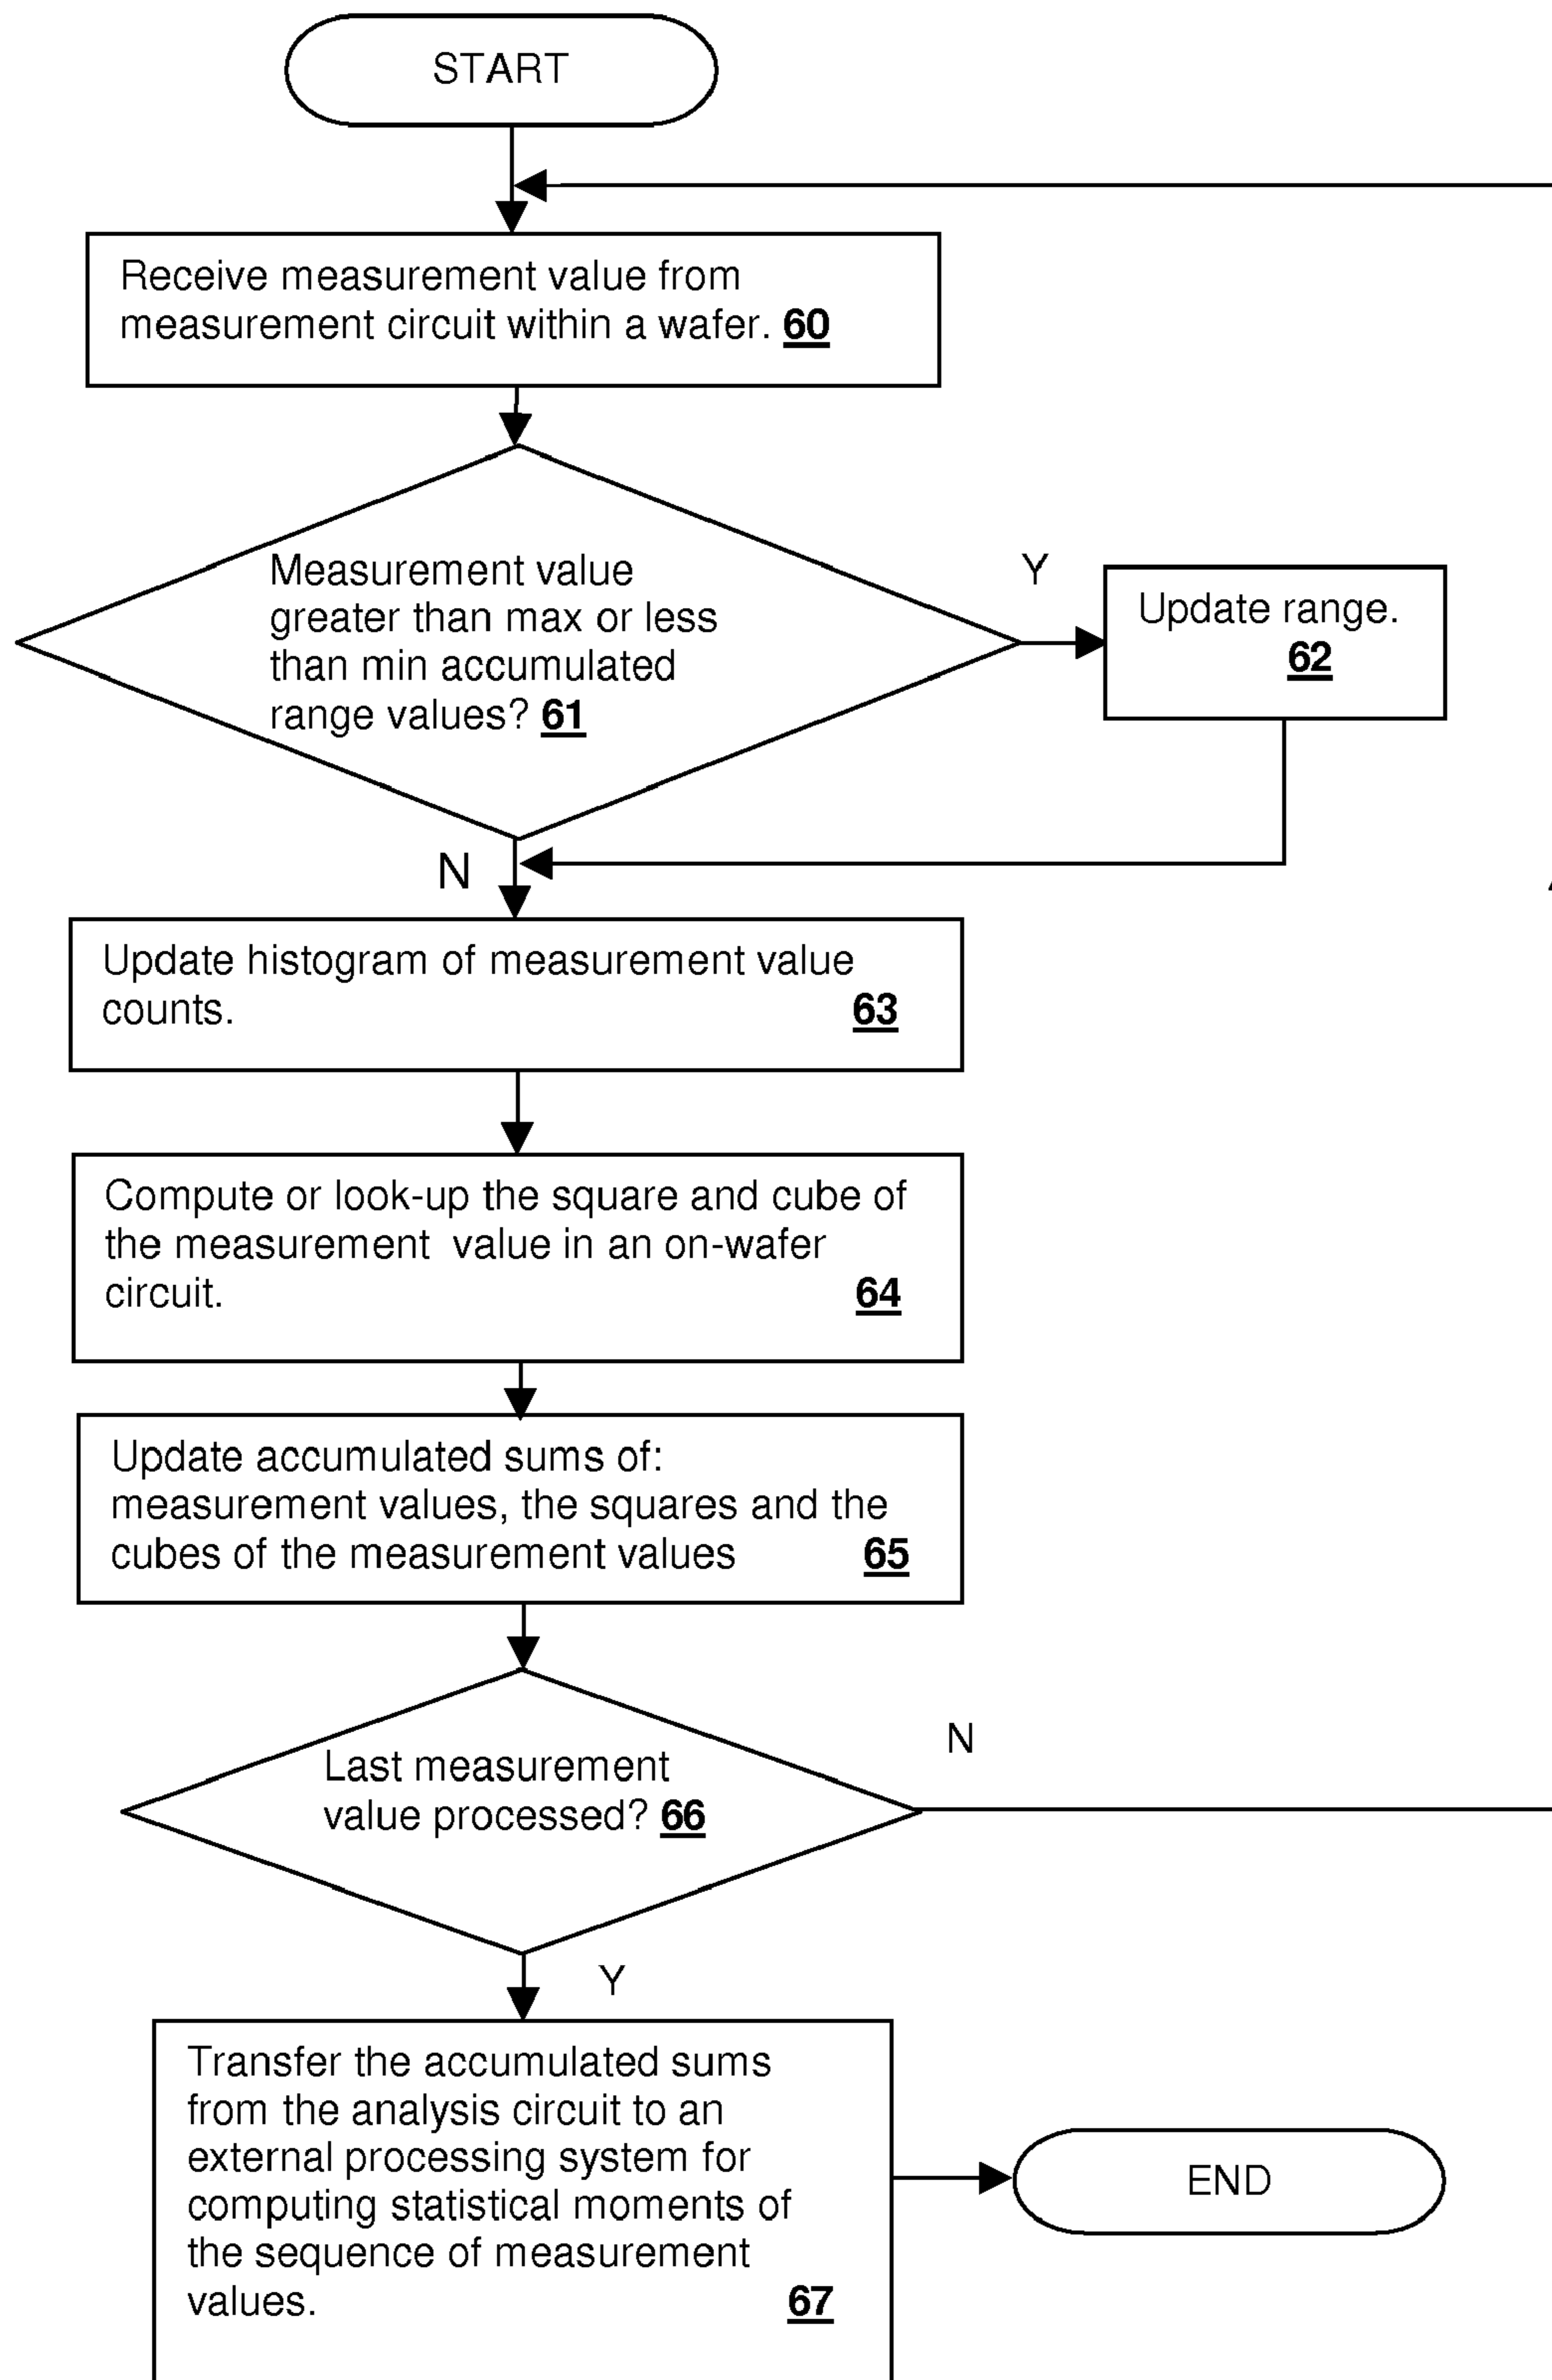 START
Receive measurement value from
measurement circuit within a wafer. 60
Measurement value
greater than max or less
than min accumulated
range values? 61
Y
Update range.
62
N
Update histogram of measurement value
counts. 63
Compute or look-up the square and cube of
the measurement value in an on-wafer
circuit. 64
Update accumulated sums of:
measurement values, the squares and the
cubes of the measurement values 65
Last measurement
value processed? 66
N
Y
Transfer the accumulated sums
from the analysis circuit to an
external processing system for
computing statistical moments of
the sequence of measurement
values. 67
END